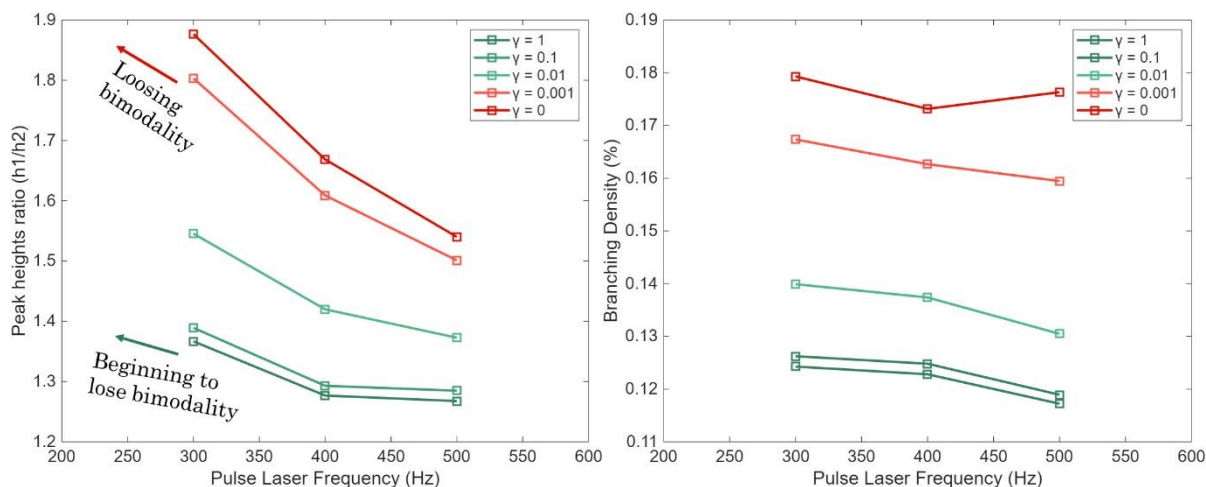 1.9
1.8
1.7
1.6
1.5
1.4
1.3
1.2
200
250
300
350
400
450
500
550
600
Peak heights ratio (h1/h2)
Pulse Laser Frequency (Hz)
Loosing
bimodality
Beginning to
lose bimodality
γ = 1
γ = 0.1
γ = 0.01
γ = 0.001
γ = 0
0.19
0.18
0.17
0.16
0.15
0.14
0.13
0.12
0.11
200
250
300
350
400
450
500
550
600
Branching Density (%)
Pulse Laser Frequency (Hz)
γ = 1
γ = 0.1
γ = 0.01
γ = 0.001
γ = 0